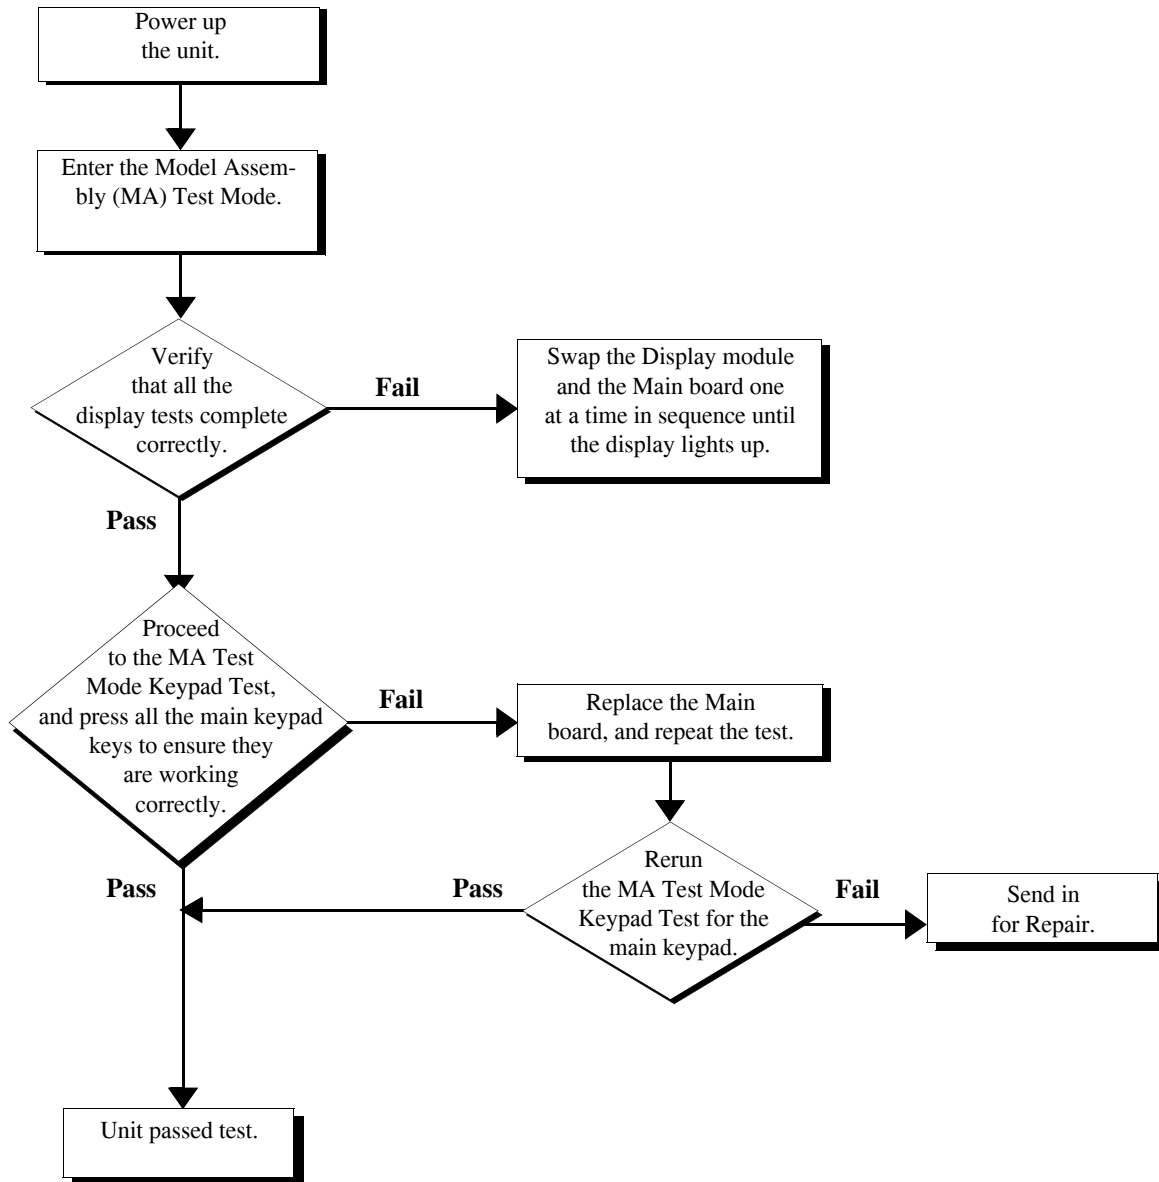 Power up
the unit.
Enter the Model Assem-
bly (MA) Test Mode.
Verify
that all the
display tests complete
correctly.
Fail
Swap the Display module
and the Main board one
at a time in sequence until
the display lights up.
Pass
Proceed
to the MA Test
Mode Keypad Test,
and press all the main keypad
keys to ensure they
are working
correctly.
Fail
Replace the Main
board, and repeat the test.
Pass
Rerun
the MA Test Mode
Keypad Test for the
main keypad.
Pass
Fail
Send in
for Repair.
Unit passed test.